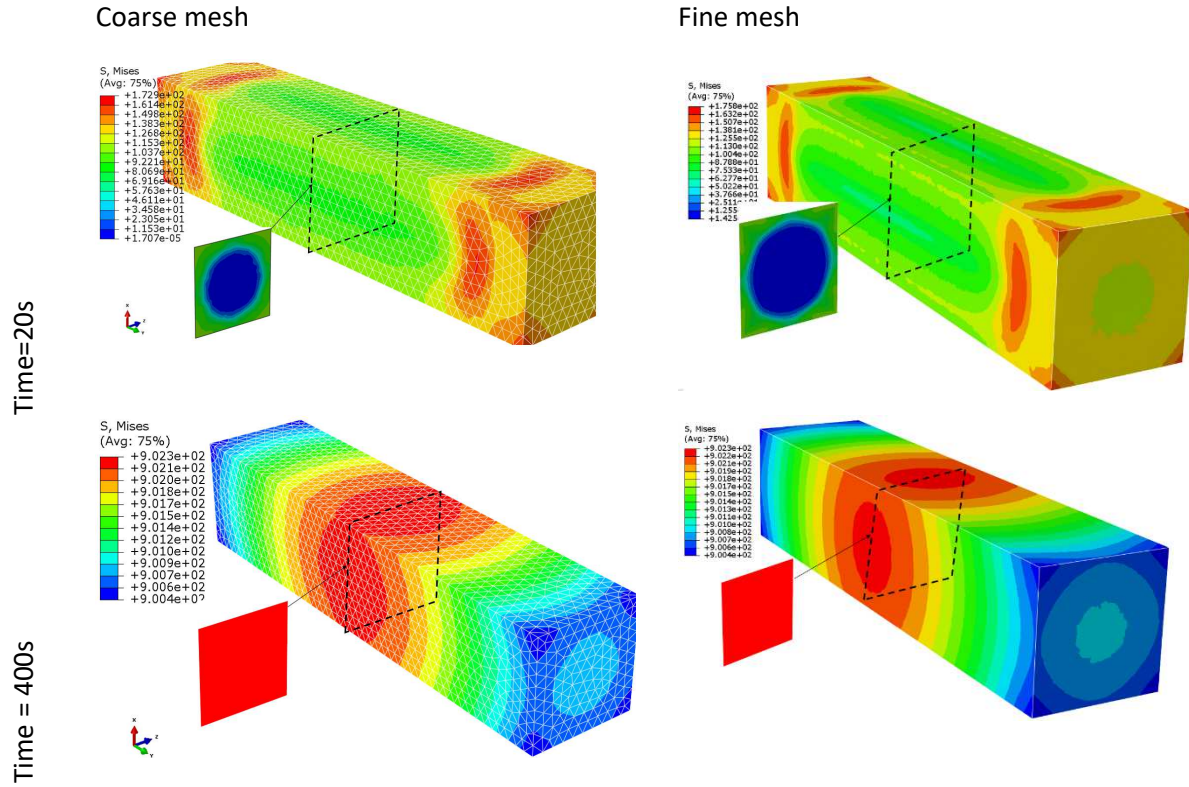 Coarse mesh
Fine mesh
Time=20s
S, Mises
(Avg: 75%)
+1.729e+02
+1.614e+02
+1.498e+02
+1.383e+02
+1.268e+02
+1.153e+02
+1.037e+02
+9.221e+01
+8.069e+01
+6.916e+01
+5.763e+01
+4.611e+01
+3.458e+01
+2.305e+01
+1.153e+01
+1.707e-05
X
Z
Y
S, Mises
(Avg: 75%)
+1.758e+02
+1.632e+02
+1.507e+02
+1.381e+02
+1.255e+02
+1.130e+02
+1.004e+02
+8.788e+01
+7.533e+01
+6.277e+01
+5.022e+01
+3.766e+01
+1.255
+1.425
Time = 400s
S, Mises
(Avg: 75%)
+9.023e+02
+9.021e+02
+9.020e+02
+9.018e+02
+9.017e+02
+9.015e+02
+9.014e+02
+9.012e+02
+9.010e+02
+9.009e+02
+9.007e+02
+9.006e+02
X
Z
Y
S, Mises
(Avg: 75%)
+9.023e+02
+9.022e+02
+9.021e+02
+9.019e+02
+9.018e+02
+9.017e+02
+9.015e+02
+9.014e+02
+9.013e+02
+9.011e+02
+9.010e+02
+9.008e+02
+9.007e+02
+9.006e+02
+9.004e+02